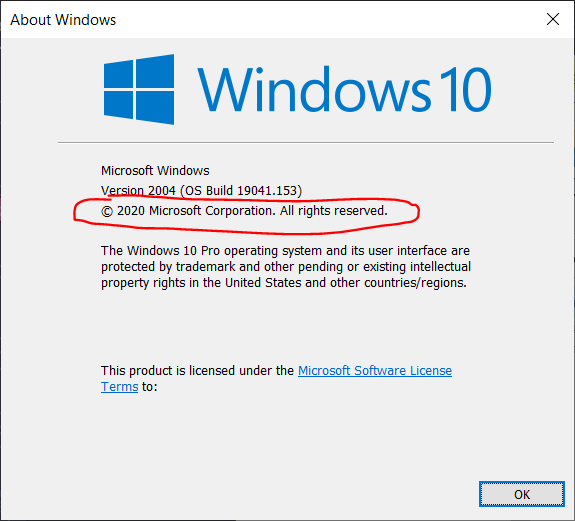 About Windows
Windows 10
Microsoft Windows
Version 2004 (OS Build 19041.153)
© 2020 Microsoft Corporation. All rights reserved.
The Windows 10 Pro operating system and its user interface are
protected by trademark and other pending or existing intellectual
property rights in the United States and other countries/regions.
This product is licensed under the Microsoft Software License
Terms to:
OK